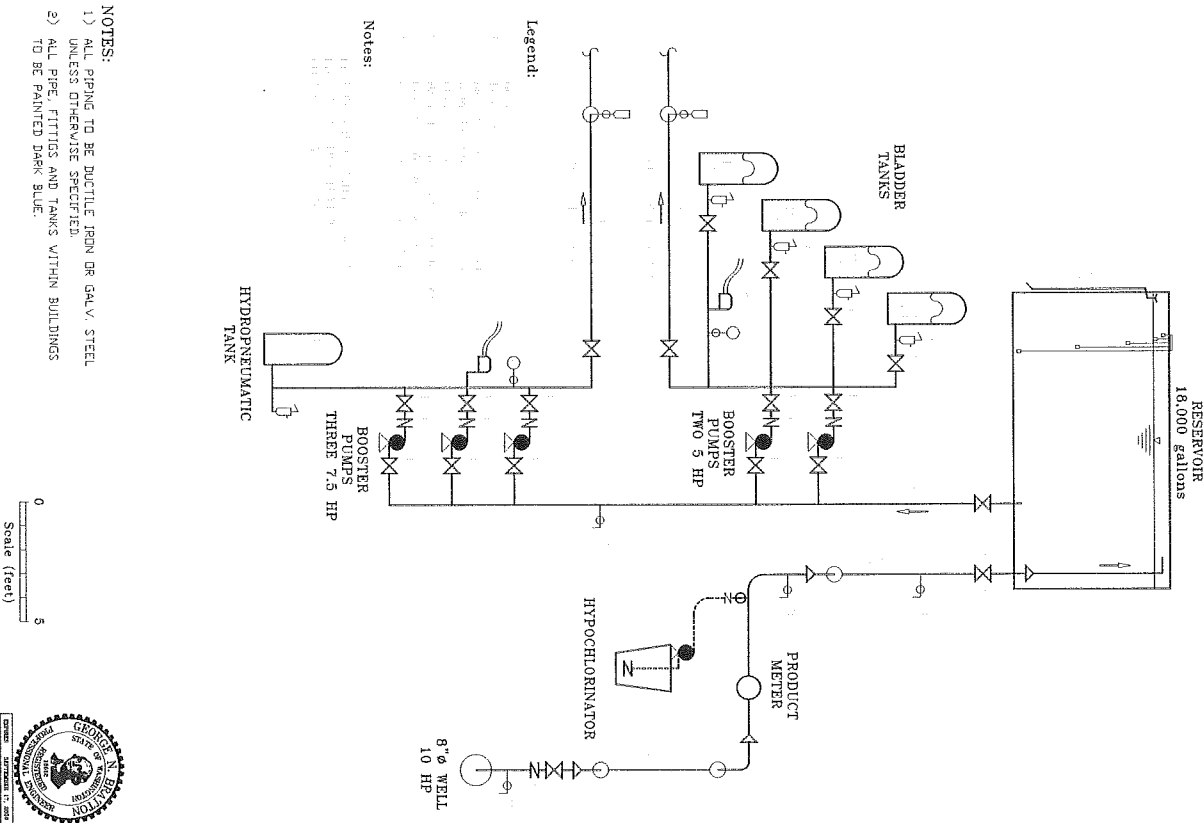 RESERVOIR
18,000 gallons
BLADDER
TANKS
BOOSTER
PUMPS
TWO 5 HP
BOOSTER
PUMPS
THREE 7.5 HP
HYDROPNEUMATIC
TANK
PRODUCT
METER
HYPOCHLORINATOR
8"ø WELL
10 HP
Legend:
Notes:
NOTES:
1) ALL PIPING TO BE DUCTILE IRON OR GALV. STEEL
UNLESS OTHERWISE SPECIFIED.
2) ALL PIPE, FITTIGS AND TANKS WITHIN BUILDINGS
TO BE PAINTED DARK BLUE.
0 5
Scale (feet)
GEORGE N. BRATTON
STATE OF WASHINGTON
REGISTERED
PROFESSIONAL ENGINEER